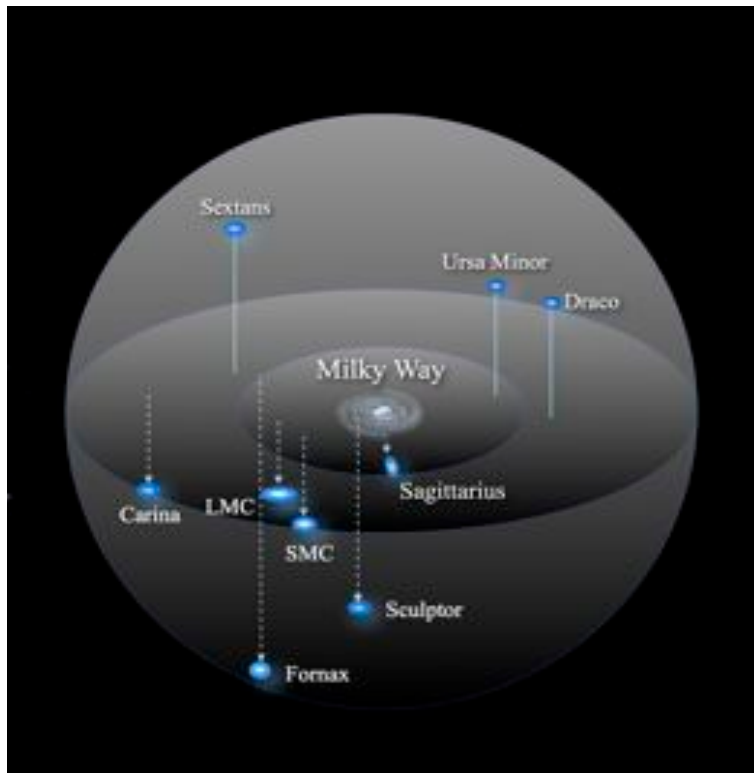 Sextans
Ursa Minor
Draco
Milky Way
Sagittarius
Carina
LMC
SMC
Sculptor
Fornax